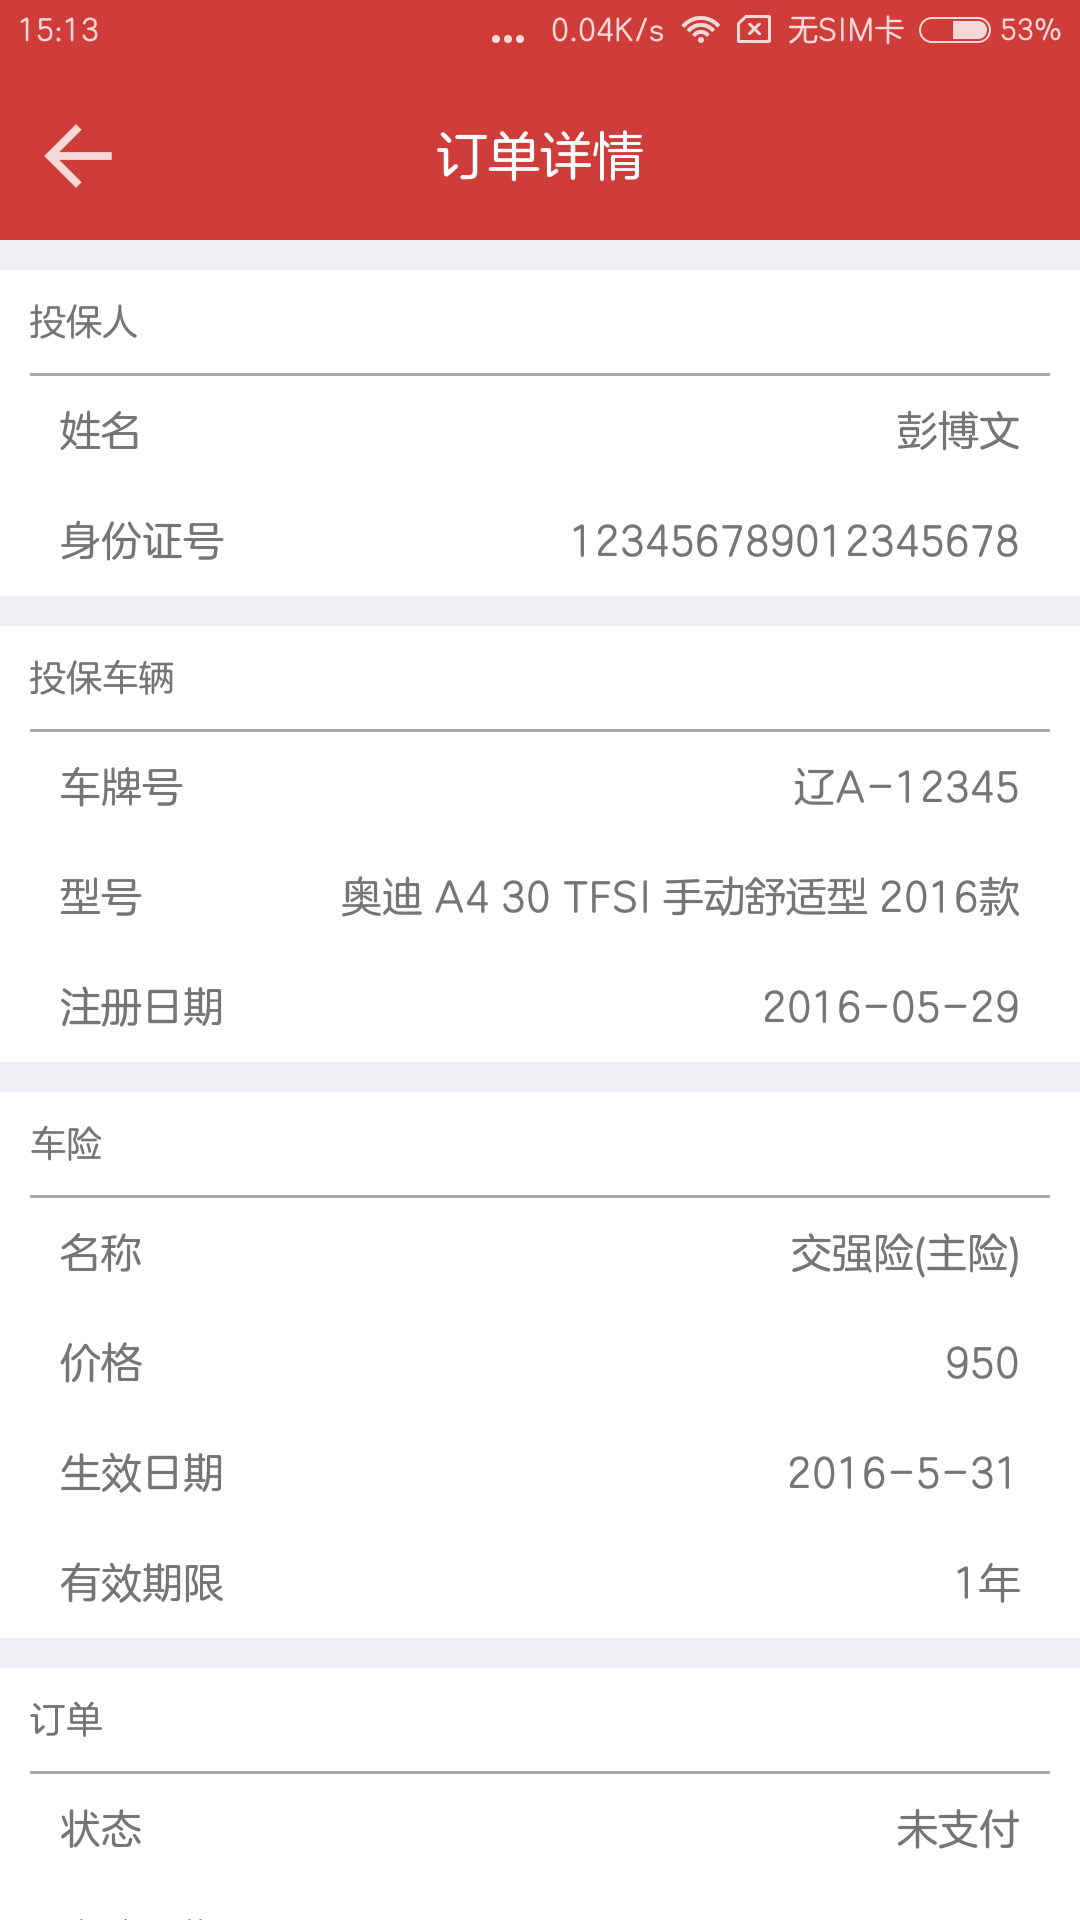 15:13 ... 0.04K/s 无SIM卡 53%
订单详情
投保人
姓名 彭博文
身份证号 123456789012345678
投保车辆
车牌号 辽A-12345
型号 奥迪 A4 30 TFSI 手动舒适型 2016款
注册日期 2016-05-29
车险
名称 交强险(主险)
价格 950
生效日期 2016-5-31
有效期限 1年
订单
状态 未支付